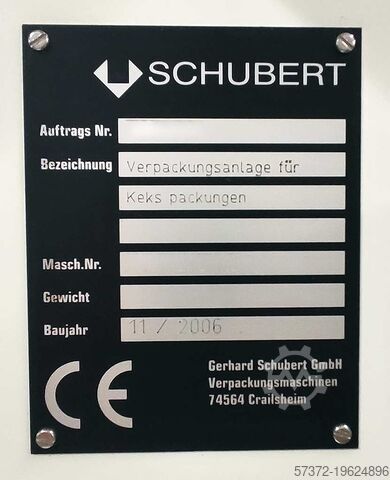 SCHUBERT
Auftrags Nr.
Bezeichnung Verpackungsanlage für
Keks packungen
Masch.Nr.
Gewicht
Baujahr 11 / 2006
Gerhard Schubert GmbH
Verpackungsmaschinen
74564 Crailsheim
CE
57372-19624896